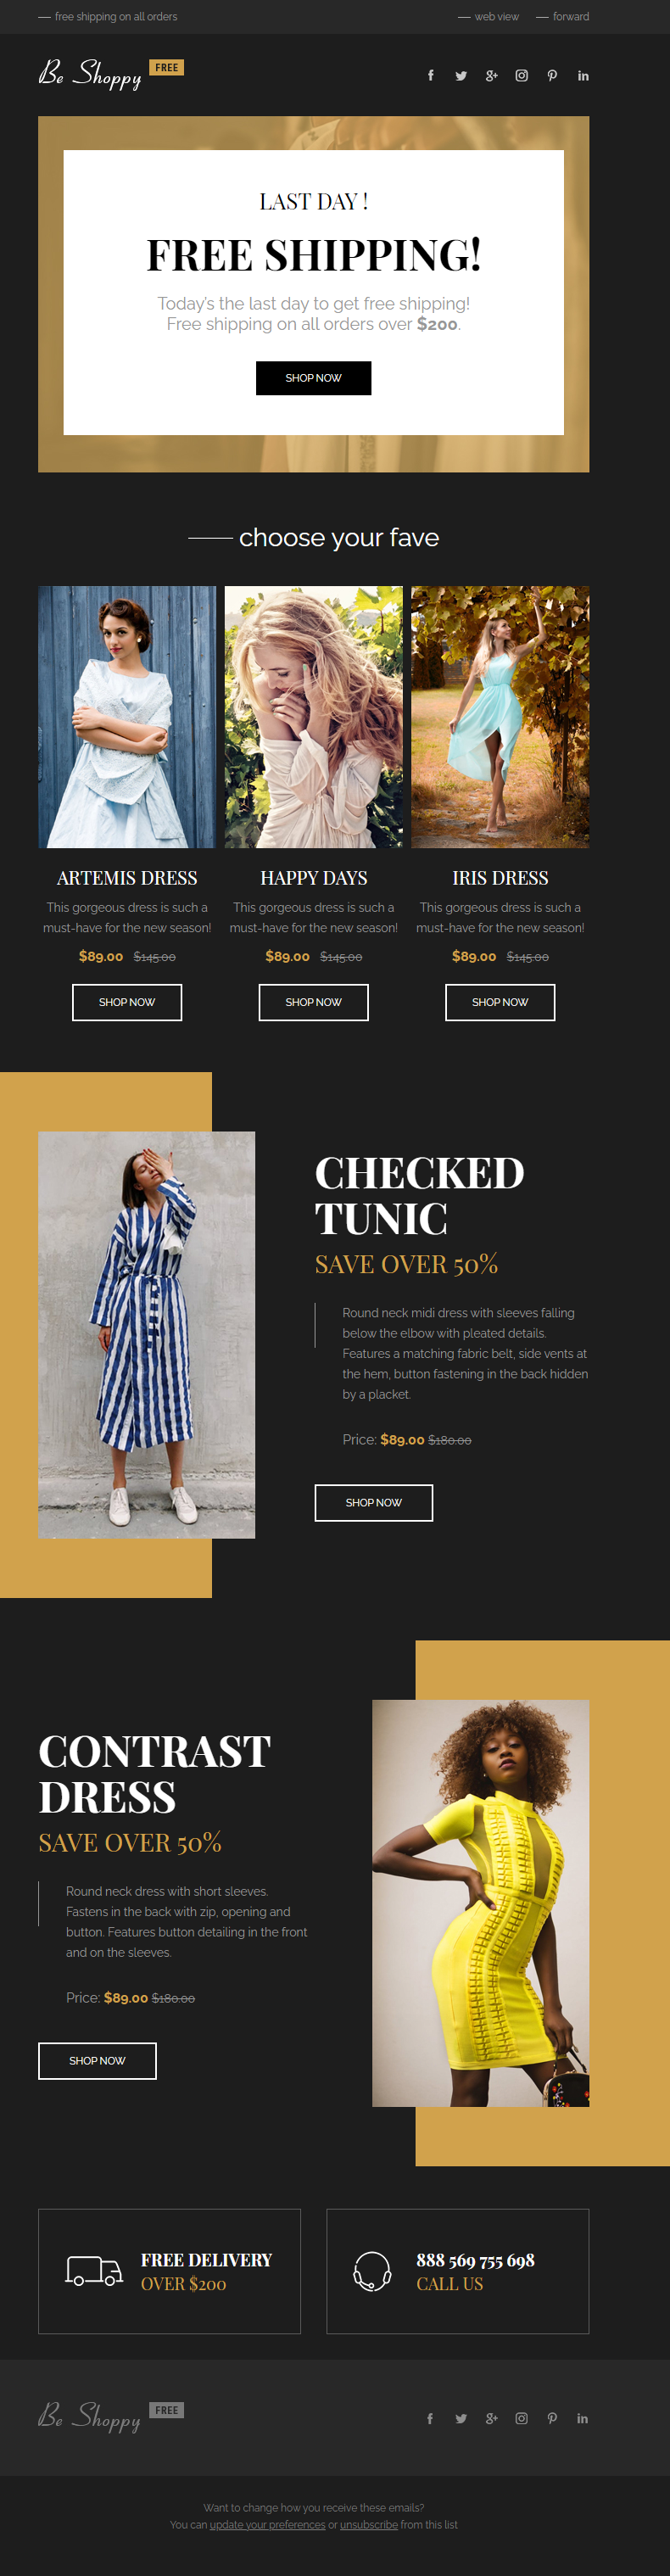 free shipping on all orders
web view
forward
Be Shoppy FREE
LAST DAY !
FREE SHIPPING!
Today's the last day to get free shipping!
Free shipping on all orders over $200.
SHOP NOW
choose your fave
ARTEMIS DRESS
This gorgeous dress is such a
must-have for the new season!
$89.00 $145.00
SHOP NOW
HAPPY DAYS
This gorgeous dress is such a
must-have for the new season!
$89.00 $145.00
SHOP NOW
IRIS DRESS
This gorgeous dress is such a
must-have for the new season!
$89.00 $145.00
SHOP NOW
CHECKED
TUNIC
SAVE OVER 50%
Round neck midi dress with sleeves falling
below the elbow with pleated details.
Features a matching fabric belt, side vents at
the hem, button fastening in the back hidden
by a placket.
Price: $89.00 $180.00
SHOP NOW
CONTRAST
DRESS
SAVE OVER 50%
Round neck dress with short sleeves.
Fastens in the back with zip, opening and
button. Features button detailing in the front
and on the sleeves.
Price: $89.00 $180.00
SHOP NOW
FREE DELIVERY
OVER $200
888 569 755 698
CALL US
Be Shoppy FREE
Want to change how you receive these emails?
You can update your preferences or unsubscribe from this list